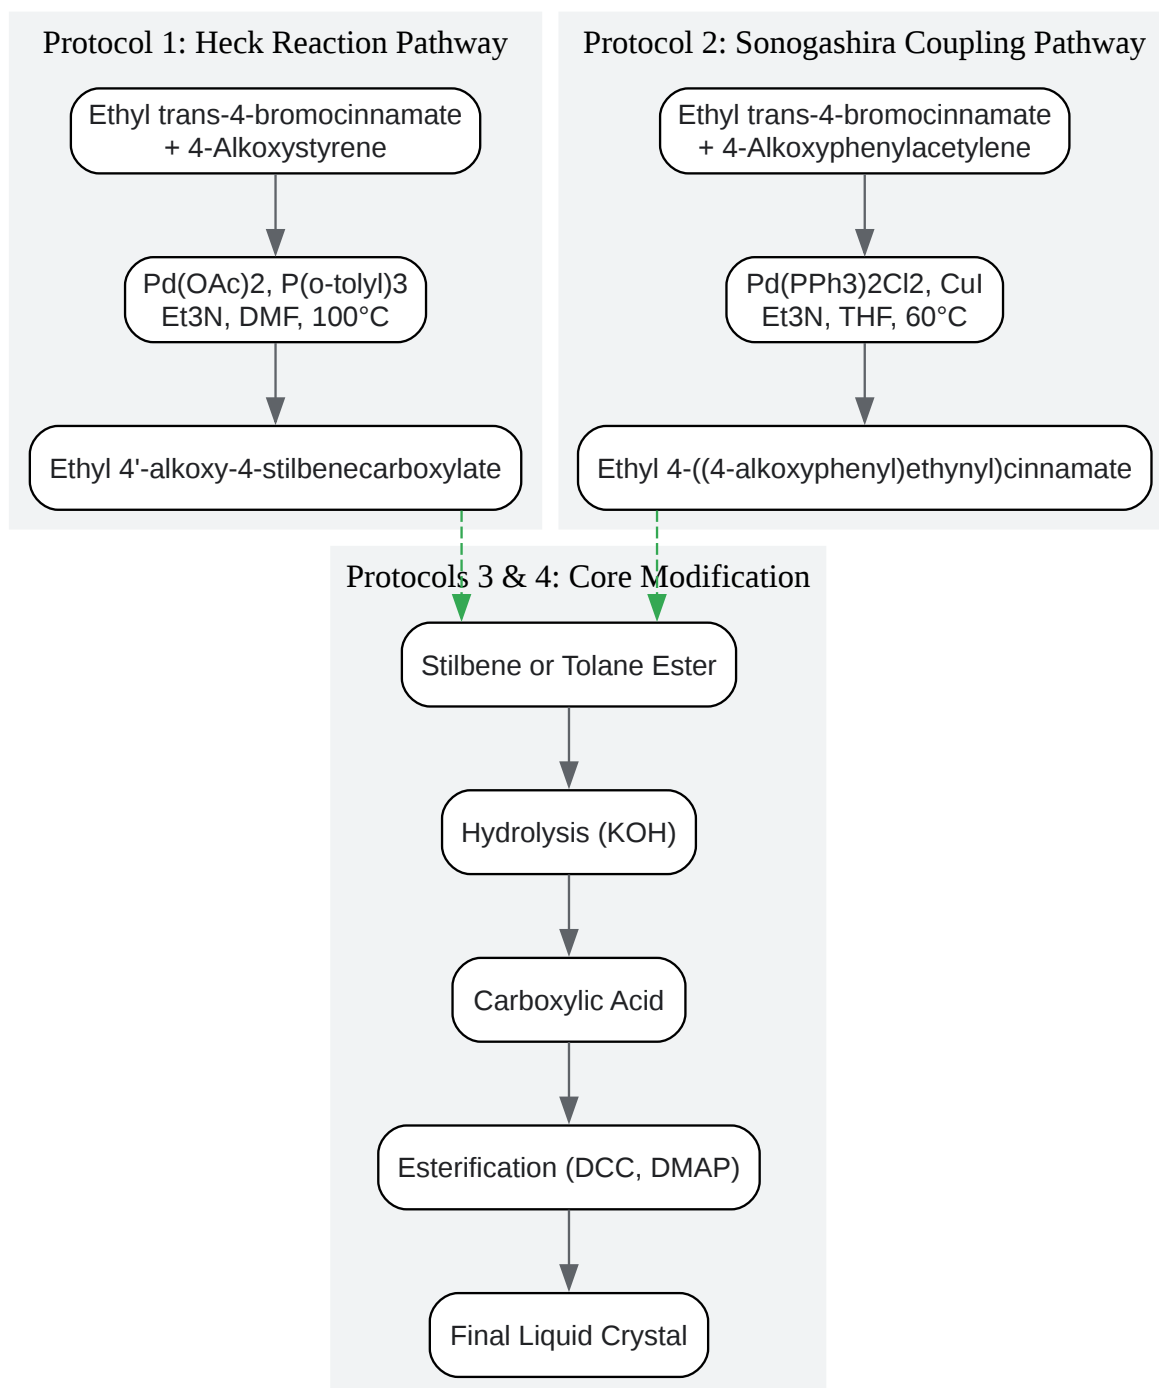 Protocol 1: Heck Reaction Pathway
Ethyl trans-4-bromocinnamate
+ 4-Alkoxystyrene
Pd(OAc)2, P(o-tolyl)3
Et3N, DMF, 100°C
Ethyl 4'-alkoxy-4-stilbenecarboxylate
Protocol 2: Sonogashira Coupling Pathway
Ethyl trans-4-bromocinnamate
+ 4-Alkoxyphenylacetylene
Pd(PPh3)2Cl2, CuI
Et3N, THF, 60°C
Ethyl 4-((4-alkoxyphenyl)ethynyl)cinnamate
Protocols 3 & 4: Core Modification
Stilbene or Tolane Ester
Hydrolysis (KOH)
Carboxylic Acid
Esterification (DCC, DMAP)
Final Liquid Crystal